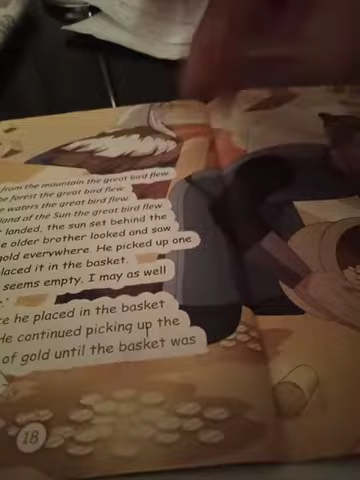 from the mountain the great bird flew
the forest the great bird flew
waters the great bird flew
land of the Sun the great bird flew
landed, the sun set behind the
older brother looked and saw
gold everywhere. He picked up one
placed it in the basket.
seems empty. I may as well
he placed in the basket
He continued picking up the
of gold until the basket was
18